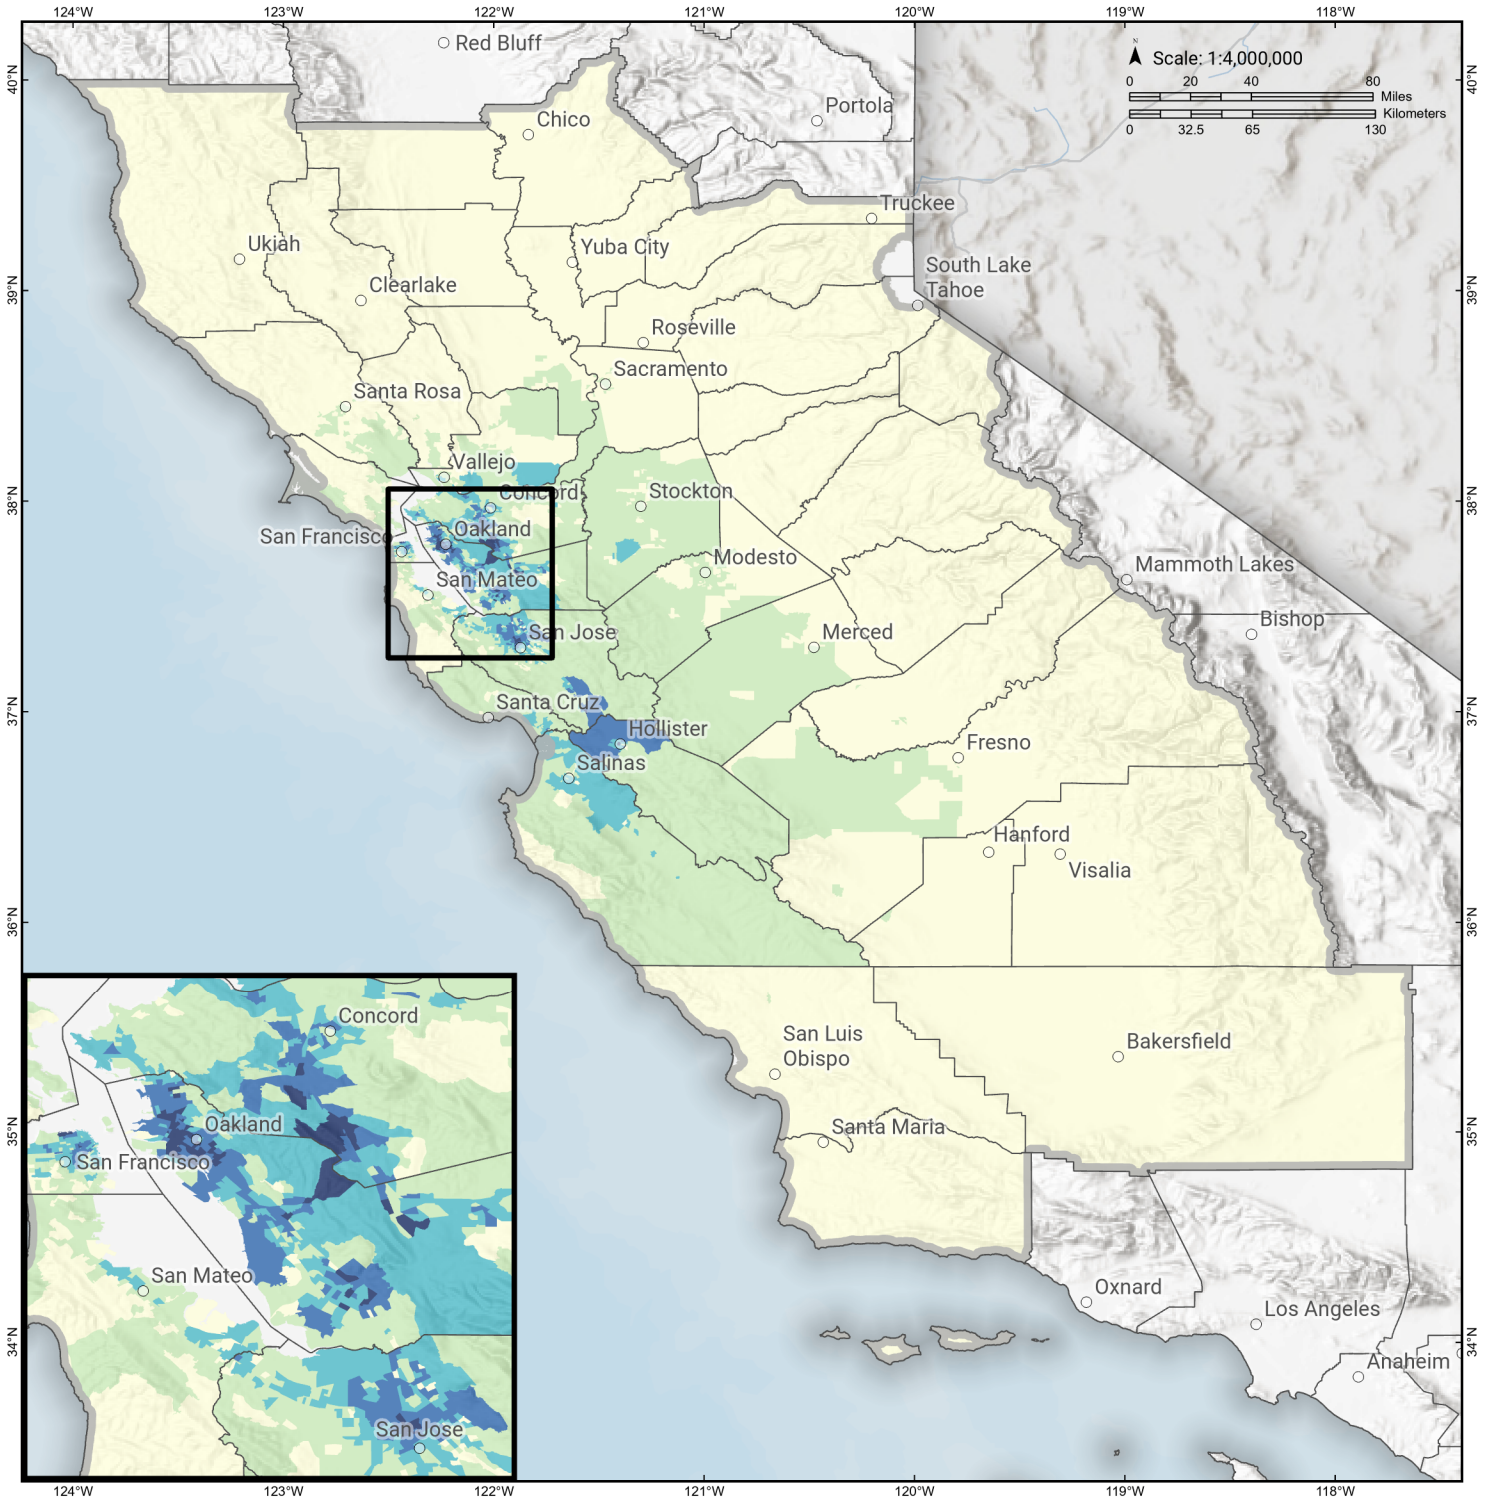 124°W 123°W 122°W 121°W 120°W 119°W 118°W
Red Bluff
N
Scale: 1:4,000,000
0 20 40 80
Miles
Kilometers
0 32.5 65 130
40°N 40°N
Portola
Chico
Truckee
Ukiah
Yuba City
South Lake
Tahoe
Clearlake
39°N 39°N
Roseville
Sacramento
Santa Rosa
Vallejo
Concord
Stockton
38°N 38°N
San Francisco
Oakland
Modesto
Mammoth Lakes
San Mateo
Bishop
San Jose
Merced
Santa Cruz
37°N 37°N
Hollister
Fresno
Salinas
Hanford
Visalia
36°N 36°N
Concord
San Luis
Obispo
Bakersfield
Oakland
Santa Maria
35°N 35°N
San Francisco
San Mateo
Oxnard
Los Angeles
34°N 34°N
Anaheim
San Jose
124°W 123°W 122°W 121°W 120°W 119°W 118°W